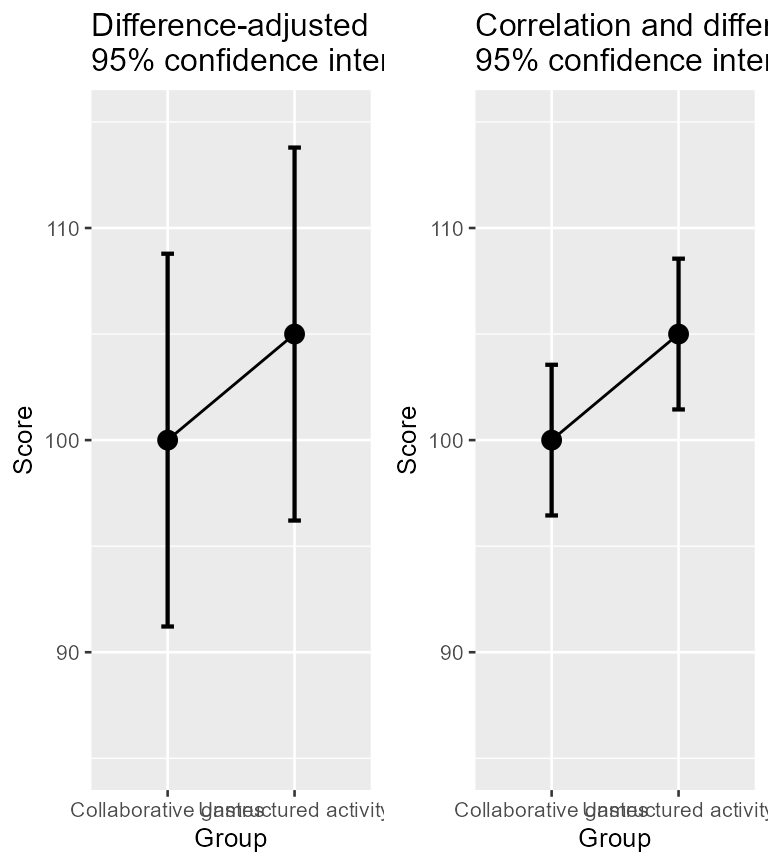 Difference-adjusted
95% confidence inter
110
100
90
Score
Collaborative Games
Unstructured activity
Group
Correlation and differ
95% confidence inter
110
100
90
Score
Collaborative Games
Unstructured activity
Group